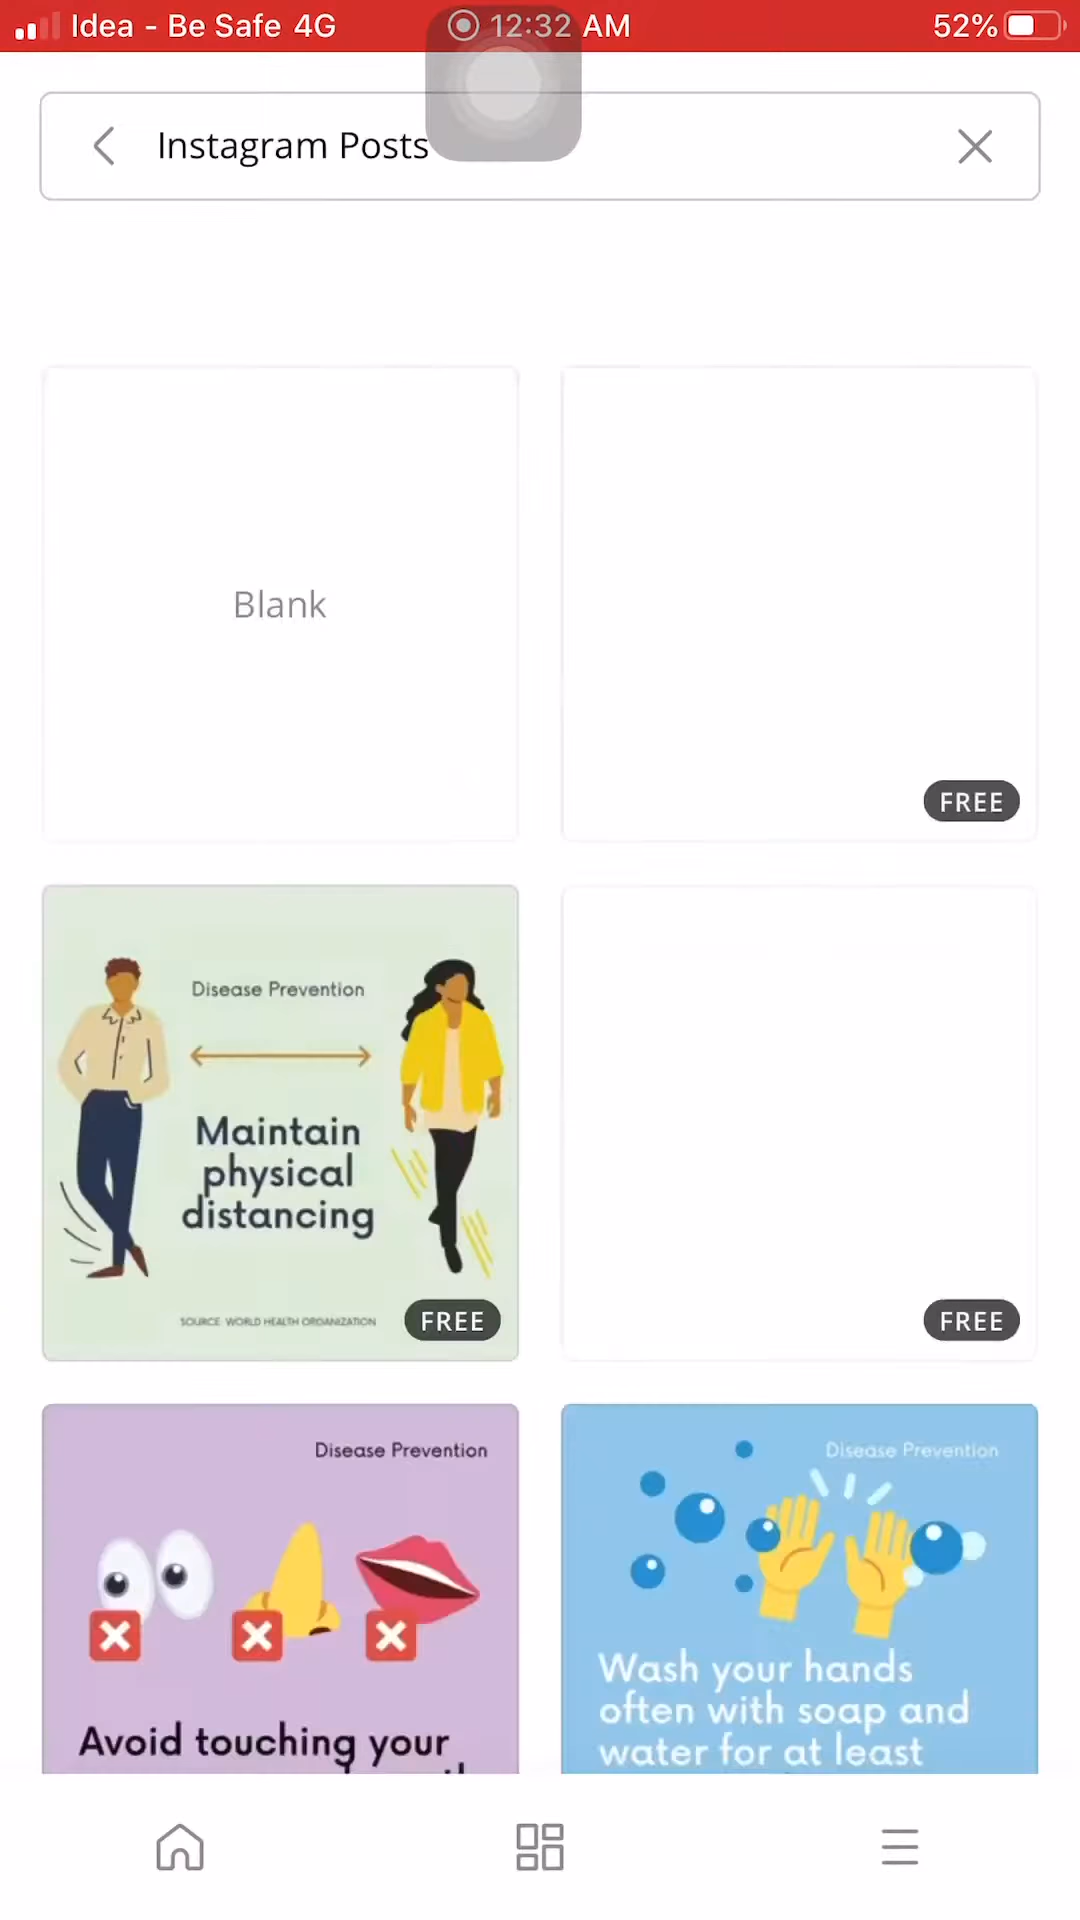 Idea - Be Safe 4G
12:32 AM
52%
Instagram Posts
Blank
FREE
Disease Prevention
Maintain
physical
distancing
SOURCE: WORLD HEALTH ORGANIZATION
FREE
FREE
Disease Prevention
Avoid touching your
Disease Prevention
Wash your hands
often with soap and
water for at least